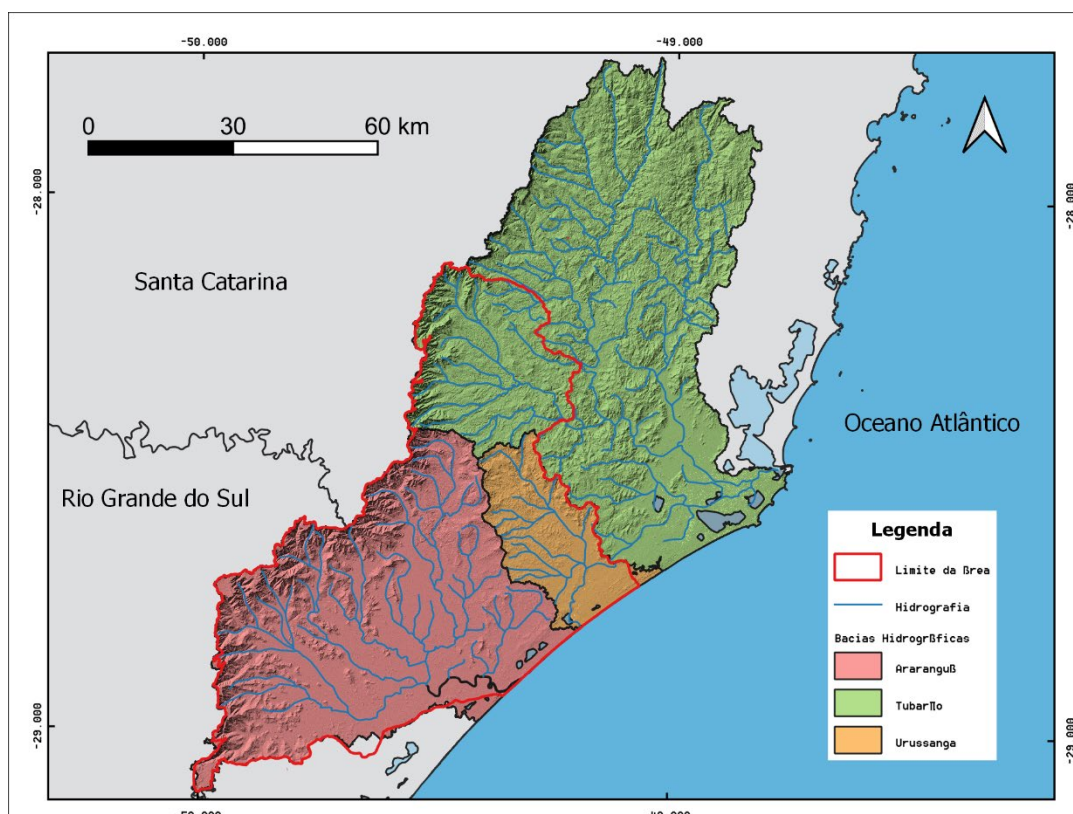 -50.000
-49.000
0
30
60 km
-28.000
-28.000
Santa Catarina
Oceano Atlântico
Rio Grande do Sul
Legenda
Limite da ßrea
Hidrografia
Bacias Hidrogrßficas
Araranguß
Tubarπo
Urussanga
-29.000
-29.000